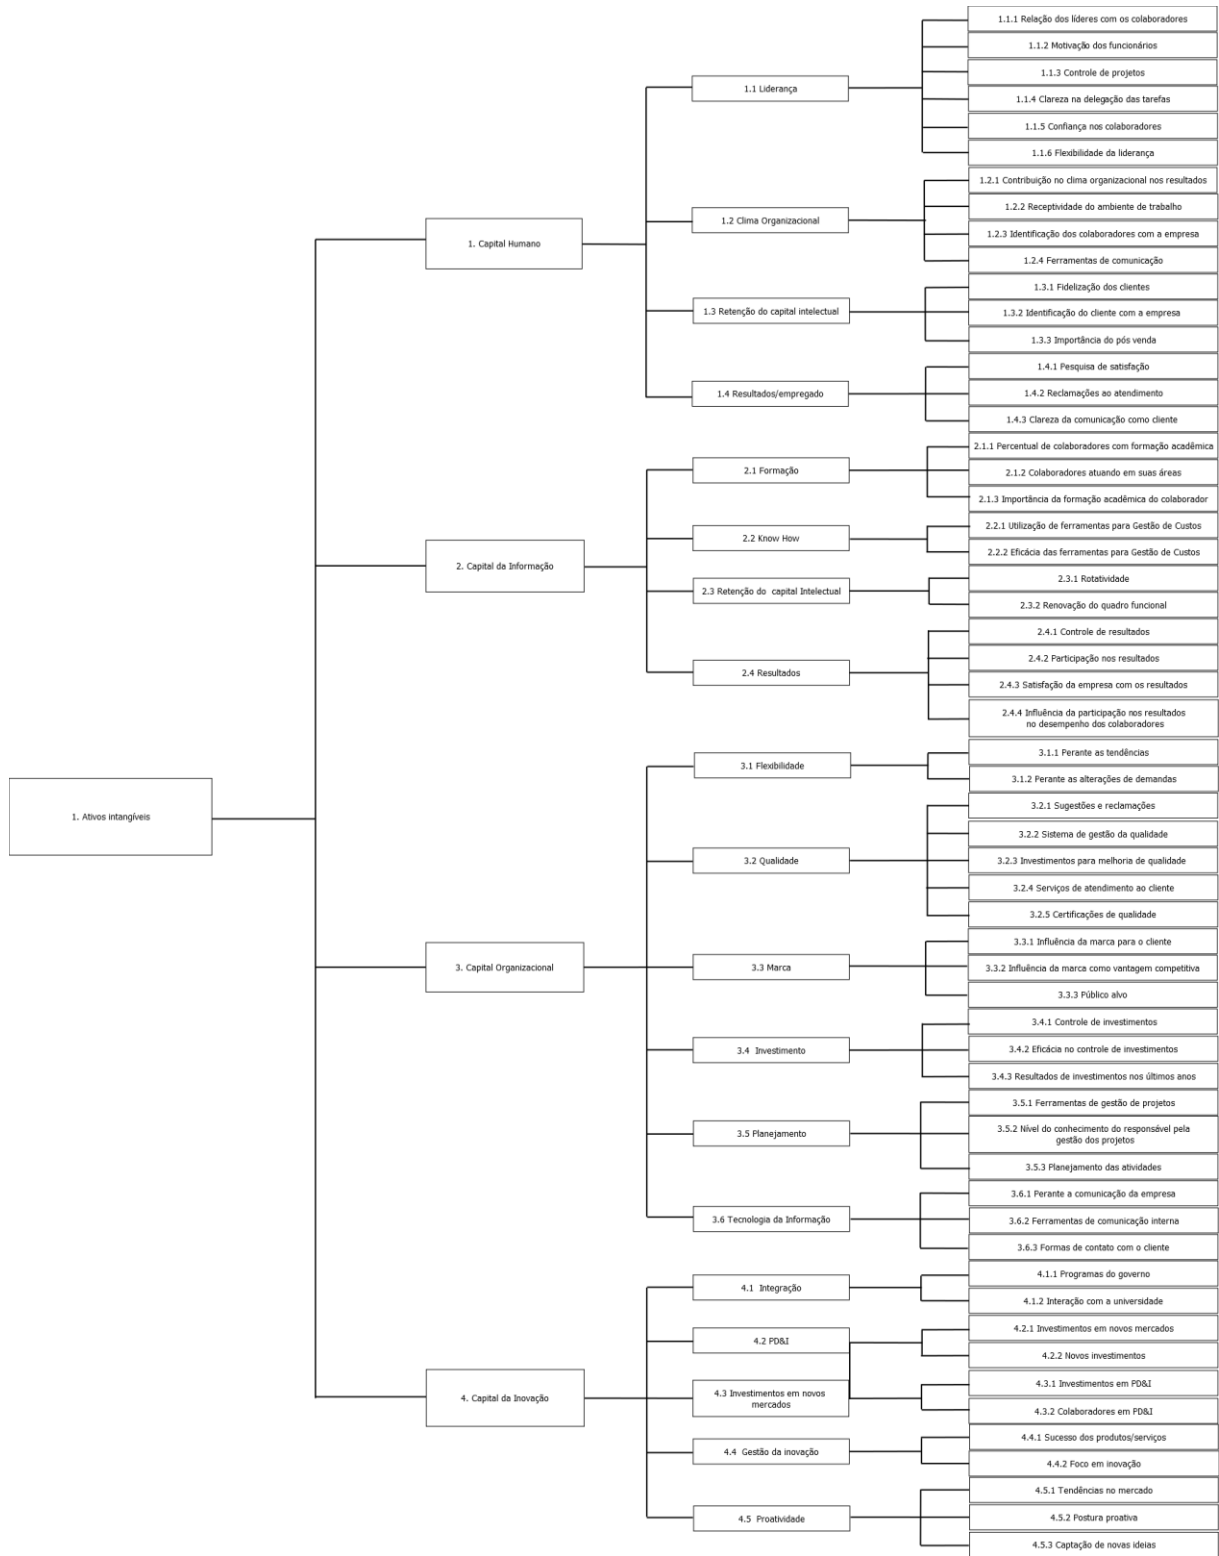 1. Ativos intangíveis
1. Capital Humano
1.1 Liderança
1.1.1 Relação dos líderes com os colaboradores
1.1.2 Motivação dos funcionários
1.1.3 Controle de projetos
1.1.4 Clareza na delegação das tarefas
1.1.5 Confiança nos colaboradores
1.1.6 Flexibilidade da liderança
1.2 Clima Organizacional
1.2.1 Contribuição no clima organizacional nos resultados
1.2.2 Receptividade do ambiente de trabalho
1.2.3 Identificação dos colaboradores com a empresa
1.2.4 Ferramentas de comunicação
1.3 Retenção do capital intelectual
1.3.1 Fidelização dos clientes
1.3.2 Identificação do cliente com a empresa
1.3.3 Importância do pós venda
1.4 Resultados/empregado
1.4.1 Pesquisa de satisfação
1.4.2 Reclamações ao atendimento
1.4.3 Clareza da comunicação como cliente
2. Capital da Informação
2.1 Formação
2.1.1 Percentual de colaboradores com formação acadêmica
2.1.2 Colaboradores atuando em suas áreas
2.1.3 Importância da formação acadêmica do colaborador
2.2 Know How
2.2.1 Utilização de ferramentas para Gestão de Custos
2.2.2 Eficácia das ferramentas para Gestão de Custos
2.3 Retenção do capital Intelectual
2.3.1 Rotatividade
2.3.2 Renovação do quadro funcional
2.4 Resultados
2.4.1 Controle de resultados
2.4.2 Participação nos resultados
2.4.3 Satisfação da empresa com os resultados
2.4.4 Influência da participação nos resultados
no desempenho dos colaboradores
3. Capital Organizacional
3.1 Flexibilidade
3.1.1 Perante as tendências
3.1.2 Perante as alterações de demandas
3.2 Qualidade
3.2.1 Sugestões e reclamações
3.2.2 Sistema de gestão da qualidade
3.2.3 Investimentos para melhoria de qualidade
3.2.4 Serviços de atendimento ao cliente
3.2.5 Certificações de qualidade
3.3 Marca
3.3.1 Influência da marca para o cliente
3.3.2 Influência da marca como vantagem competitiva
3.3.3 Público alvo
3.4 Investimento
3.4.1 Controle de investimentos
3.4.2 Eficácia no controle de investimentos
3.4.3 Resultados de investimentos nos últimos anos
3.5 Planejamento
3.5.1 Ferramentas de gestão de projetos
3.5.2 Nível do conhecimento do responsável pela
gestão dos projetos
3.5.3 Planejamento das atividades
3.6 Tecnologia da Informação
3.6.1 Perante a comunicação da empresa
3.6.2 Ferramentas de comunicação interna
3.6.3 Formas de contato com o cliente
4. Capital da Inovação
4.1 Integração
4.1.1 Programas do governo
4.1.2 Interação com a universidade
4.2 PD&I
4.2.1 Investimentos em novos mercados
4.2.2 Novos investimentos
4.3 Investimentos em novos
mercados
4.3.1 Investimentos em PD&I
4.3.2 Colaboradores em PD&I
4.4 Gestão da inovação
4.4.1 Sucesso dos produtos/serviços
4.4.2 Foco em inovação
4.5 Proatividade
4.5.1 Tendências no mercado
4.5.2 Postura proativa
4.5.3 Captação de novas ideias